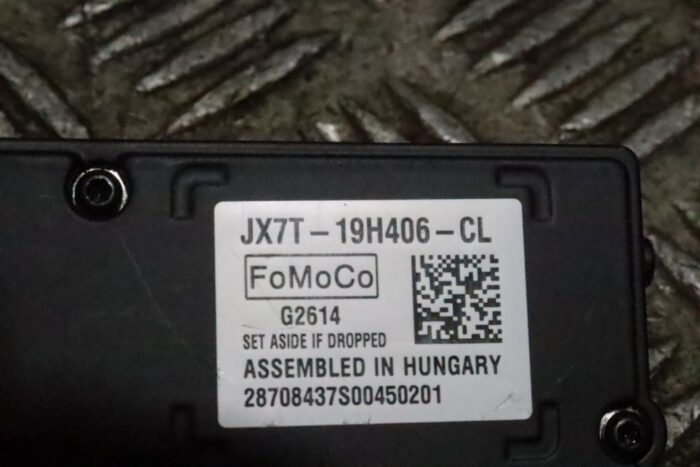 JX7T-19H406-CL
FoMoCo
G2614
SET ASIDE IF DROPPED
ASSEMBLED IN HUNGARY
28708437S00450201